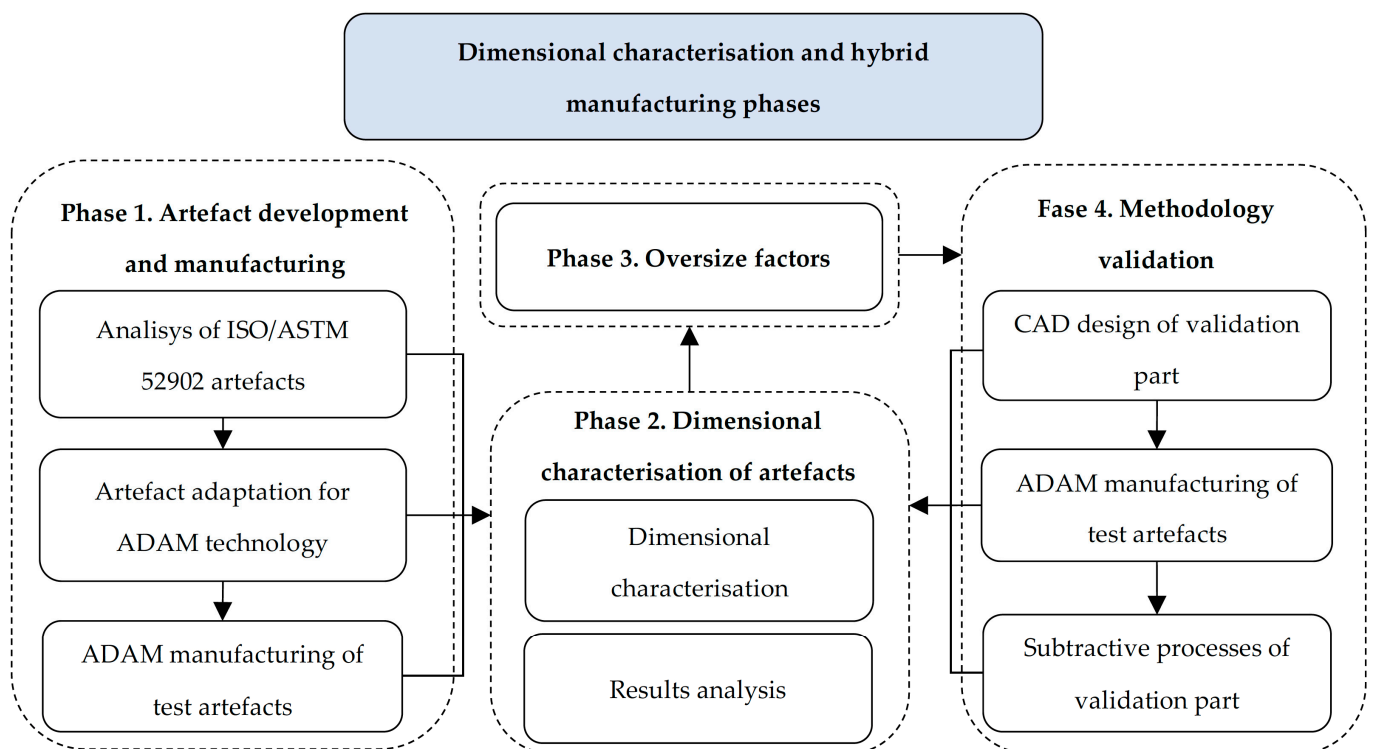 Dimensional characterisation and hybrid
manufacturing phases
Phase 1. Artefact development
and manufacturing
Analisys of ISO/ASTM
52902 artefacts
Artefact adaptation for
ADAM technology
ADAM manufacturing of
test artefacts
Phase 2. Dimensional
characterisation of artefacts
Dimensional
characterisation
Results analysis
Phase 3. Oversize factors
Fase 4. Methodology
validation
CAD design of validation
part
ADAM manufacturing of
test artefacts
Subtractive processes of
validation part